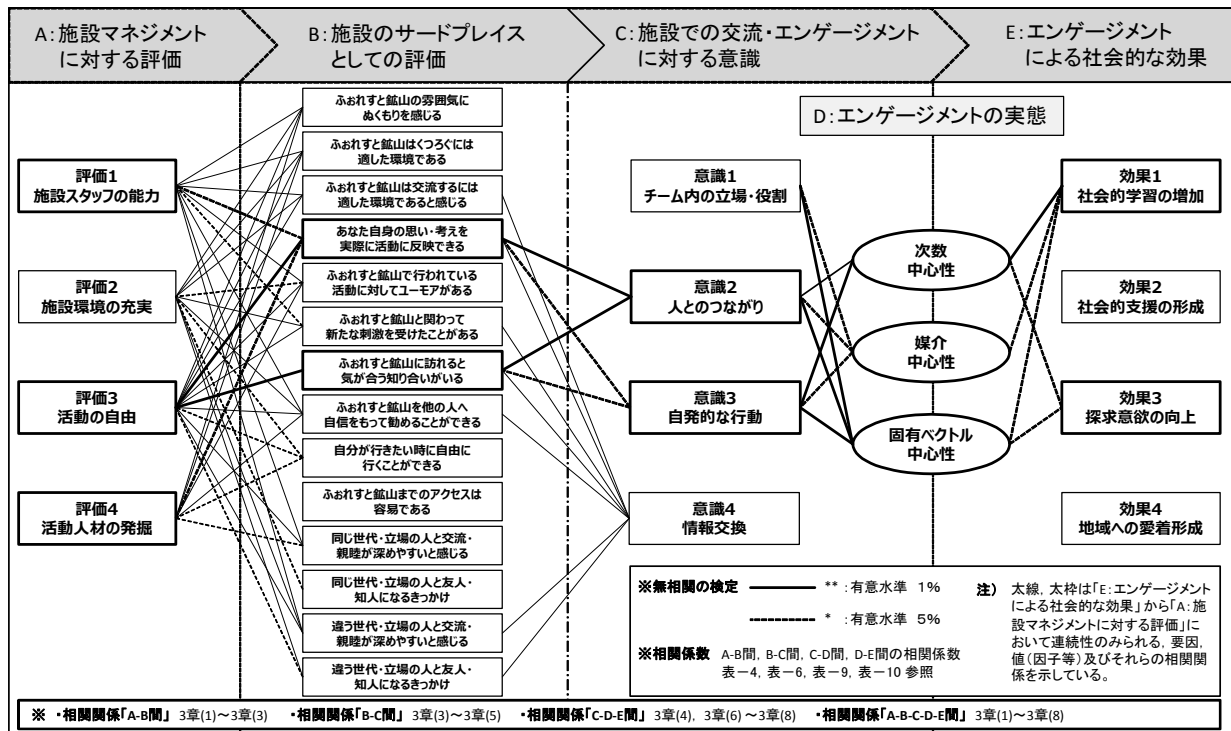 A：施設マネジメント
に対する評価
B：施設のサードプレイス
としての評価
C：施設での交流・エンゲージメント
に対する意識
E：エンゲージメント
による社会的な効果
D：エンゲージメントの実態
評価1
施設スタッフの能力
評価2
施設環境の充実
評価3
活動の自由
評価4
活動人材の発掘
ふぉれすと鉱山の雰囲気に
ぬくもりを感じる
ふぉれすと鉱山はくつろぐには
適した環境である
ふぉれすと鉱山は交流するには
適した環境であると感じる
あなた自身の思い・考えを
実際に活動に反映できる
ふぉれすと鉱山で行われている
活動に対してユーモアがある
ふぉれすと鉱山と関わって
新たな刺激を受けたことがある
ふぉれすと鉱山に訪れると
気が合う知り合いがいる
ふぉれすと鉱山を他の人へ
自信をもって勧めることができる
自分が行きたい時に自由に
行くことができる
ふぉれすと鉱山までのアクセスは
容易である
同じ世代・立場の人と交流・
親睦が深めやすいと感じる
同じ世代・立場の人と友人・
知人になるきっかけ
違う世代・立場の人と交流・
親睦が深めやすいと感じる
違う世代・立場の人と友人・
知人になるきっかけ
意識1
チーム内の立場・役割
意識2
人とのつながり
意識3
自発的な行動
意識4
情報交換
次数
中心性
媒介
中心性
固有ベクトル
中心性
効果1
社会的学習の増加
効果2
社会的支援の形成
効果3
探求意欲の向上
効果4
地域への愛着形成
※無相関の検定 ** ：有意水準 1％
* ：有意水準 5％
※相関係数 A-B間，B-C間，C-D間，D-E間の相関係数
表－4，表－6，表－9，表－10 参照
注） 太線，太枠は「E：エンゲージメント
による社会的な効果」から「A：施
設マネジメントに対する評価」に
おいて連続性のみられる，要因，
値（因子等）及びそれらの相関関
係を示している。
※ ・相関関係「A-B間」 3章(1)～3章(3) ・相関関係「B-C間」 3章(3)～3章(5) ・相関関係「C-D-E間」 3章(4)，3章(6)～3章(8) ・相関関係「A-B-C-D-E間」 3章(1)～3章(8)